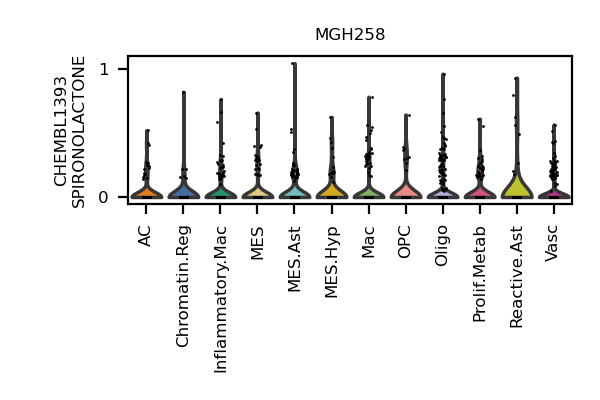 MGH258
CHEMBL1393
SPIRONOLACTONE
1
0
AC
Chromatin.Reg
Inflammatory.Mac
MES
MES.Ast
MES.Hyp
Mac
OPC
Oligo
Prolif.Metab
Reactive.Ast
Vasc